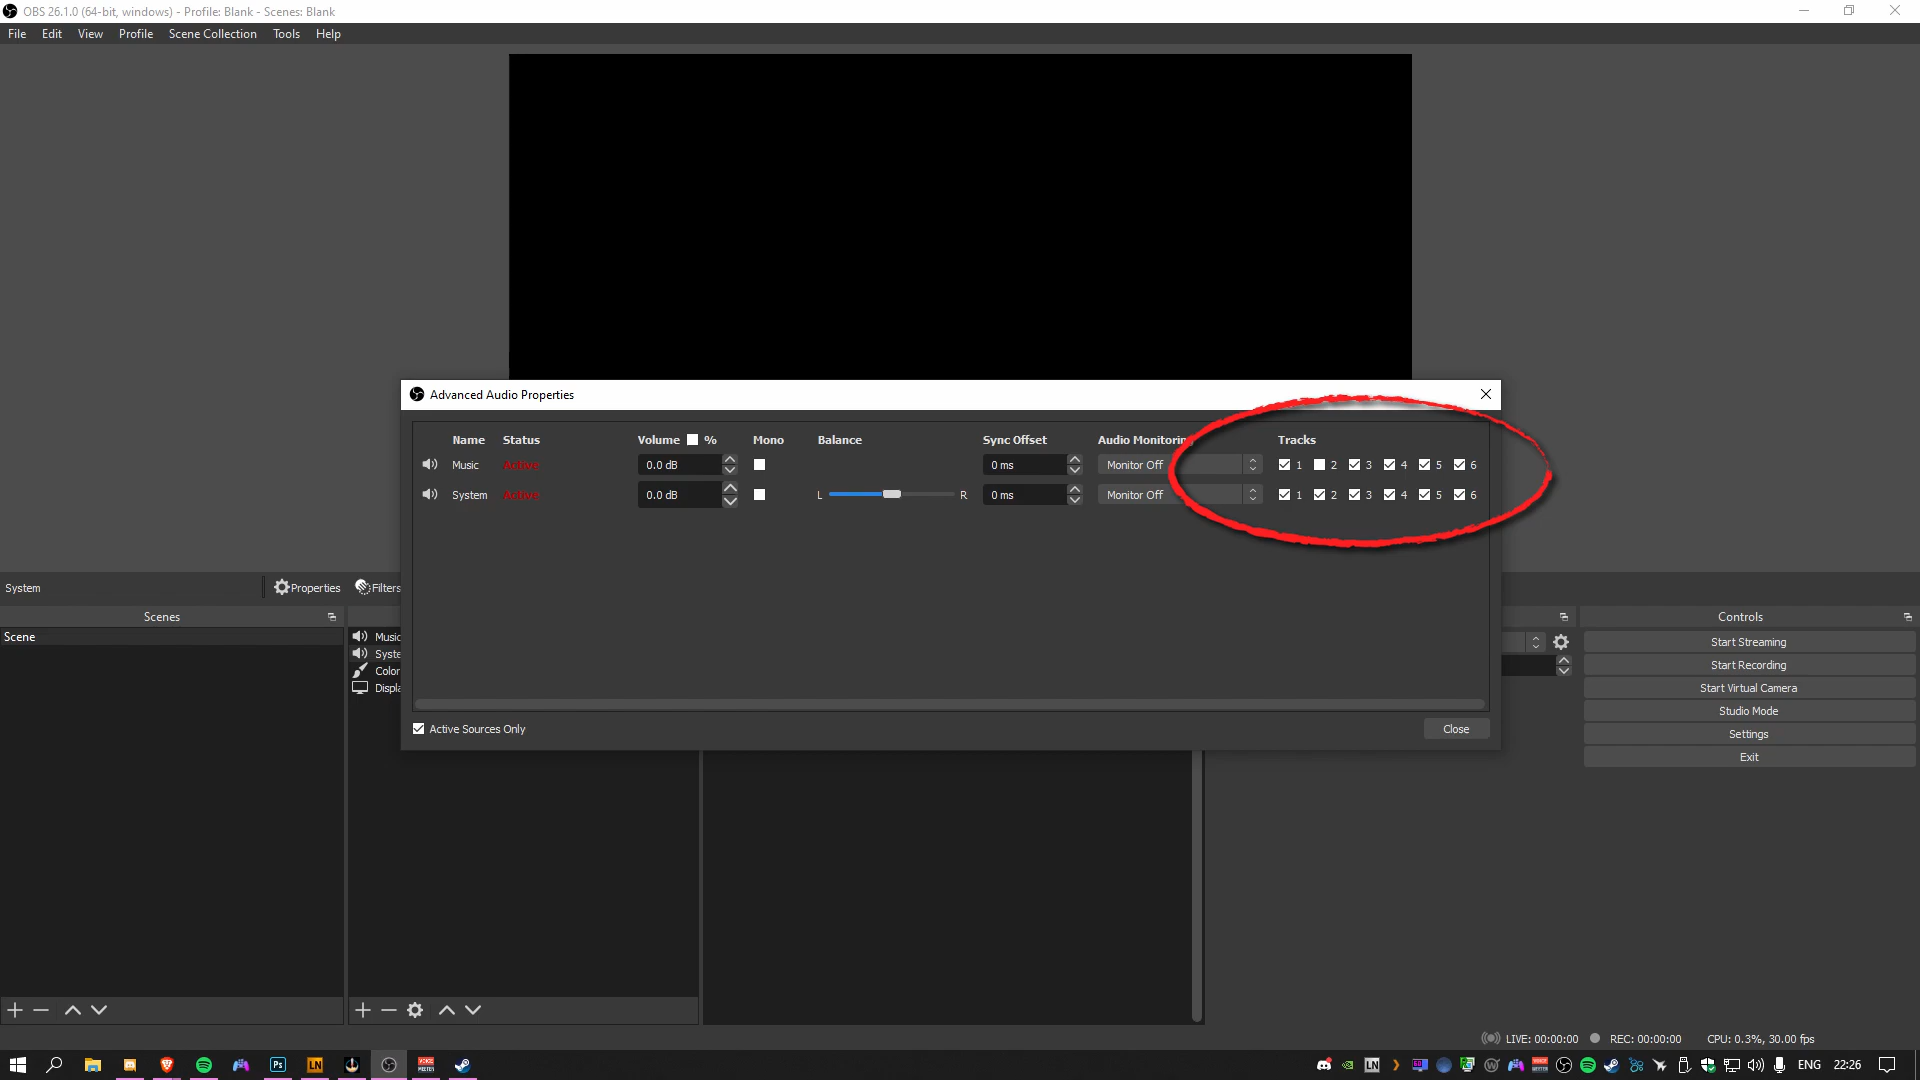 OBS 26.1.0 (64-bit, windows) - Profile: Blank - Scenes: Blank
File Edit View Profile Scene Collection Tools Help
Advanced Audio Properties
Name Status Volume % Mono Balance Sync Offset Audio Monitoring Tracks
Music Active 0.0 dB 0 ms Monitor Off 1 2 3 4 5 6
System Active 0.0 dB L R 0 ms Monitor Off 1 2 3 4 5 6
System Properties Filters
Scenes Controls
Scene
Music
Syste
Color
Displa
Start Streaming
Start Recording
Start Virtual Camera
Studio Mode
Settings
Exit
Active Sources Only Close
LIVE: 00:00:00 REC: 00:00:00 CPU: 0.3%, 30.00 fps
Ps LN LN ENG 22:26